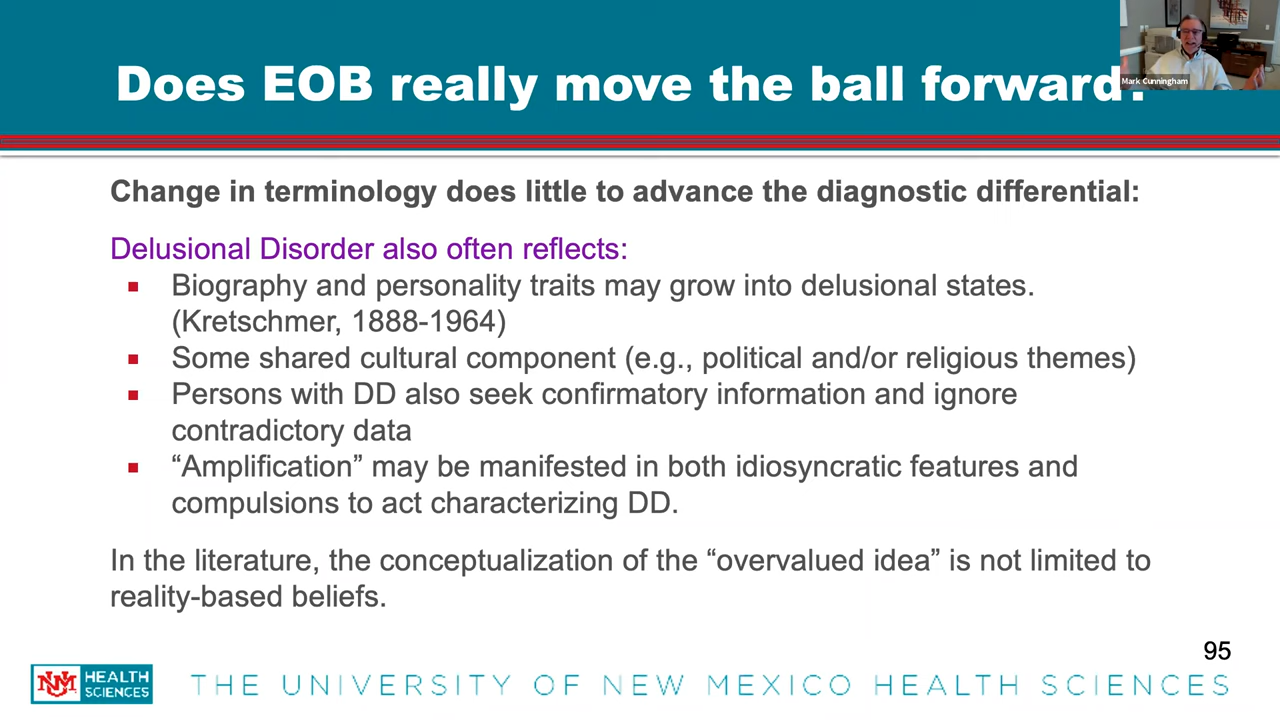 Does EOB really move the ball forward?
Mark Cunningham
Change in terminology does little to advance the diagnostic differential:
Delusional Disorder also often reflects:
▪ Biography and personality traits may grow into delusional states.
(Kretschmer, 1888-1964)
▪ Some shared cultural component (e.g., political and/or religious themes)
▪ Persons with DD also seek confirmatory information and ignore
contradictory data
▪ “Amplification” may be manifested in both idiosyncratic features and
compulsions to act characterizing DD.
In the literature, the conceptualization of the “overvalued idea” is not limited to
reality-based beliefs.
95
UNM HEALTH
SCIENCES
THE UNIVERSITY OF NEW MEXICO HEALTH SCIENCES